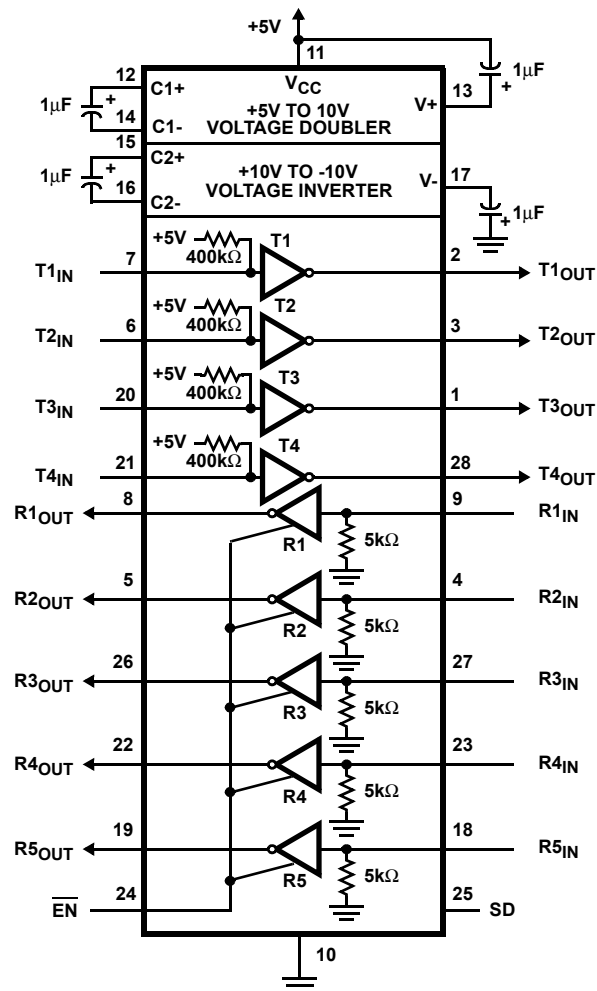 +5V
11
12
C1+
VCC
1µF
1µF
+
+5V TO 10V
VOLTAGE DOUBLER
V+
13
+
14
C1-
15
C2+
1µF
+
+10V TO -10V
VOLTAGE INVERTER
V-
17
16
C2-
+
1µF
T1IN
7
+5V
400kΩ
T1
2
T1OUT
T2IN
6
+5V
400kΩ
T2
3
T2OUT
T3IN
20
+5V
400kΩ
T3
1
T3OUT
T4IN
21
+5V
400kΩ
T4
28
T4OUT
R1OUT
8
R1
5kΩ
9
R1IN
R2OUT
5
R2
5kΩ
4
R2IN
R3OUT
26
R3
5kΩ
27
R3IN
R4OUT
22
R4
5kΩ
23
R4IN
R5OUT
19
R5
5kΩ
18
R5IN
E̅N̅
24
25
SD
10